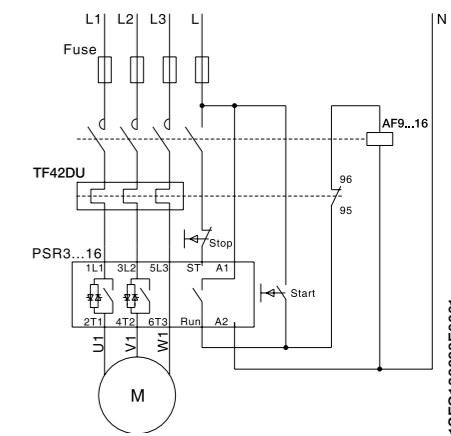 L1 L2 L3 L N
Fuse
AF9...16
TF42DU
96
95
Stop
PSR3...16
1L1 3L2 5L3 ST A1
Start
2T1 4T2 6T3 Run A2
U1 V1 W1
M